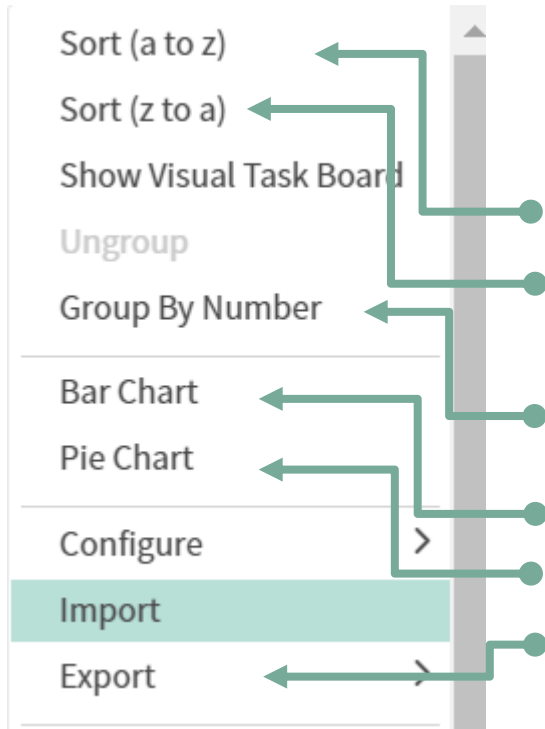 Sort (a to z)
Sort (z to a)
Show Visual Task Board
Ungroup
Group By Number
Bar Chart
Pie Chart
Configure
Import
Export